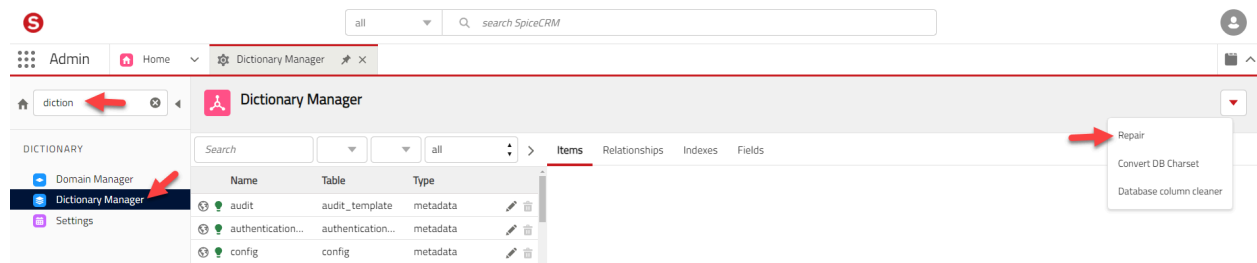 S
all
search SpiceCRM
Admin
Home
Dictionary Manager
diction
Dictionary Manager
DICTIONARY
Domain Manager
Dictionary Manager
Settings
Search
all
Items Relationships Indexes Fields
Name Table Type
audit audit_template metadata
authentication... authentication... metadata
config config metadata
Repair
Convert DB Charset
Database column cleaner